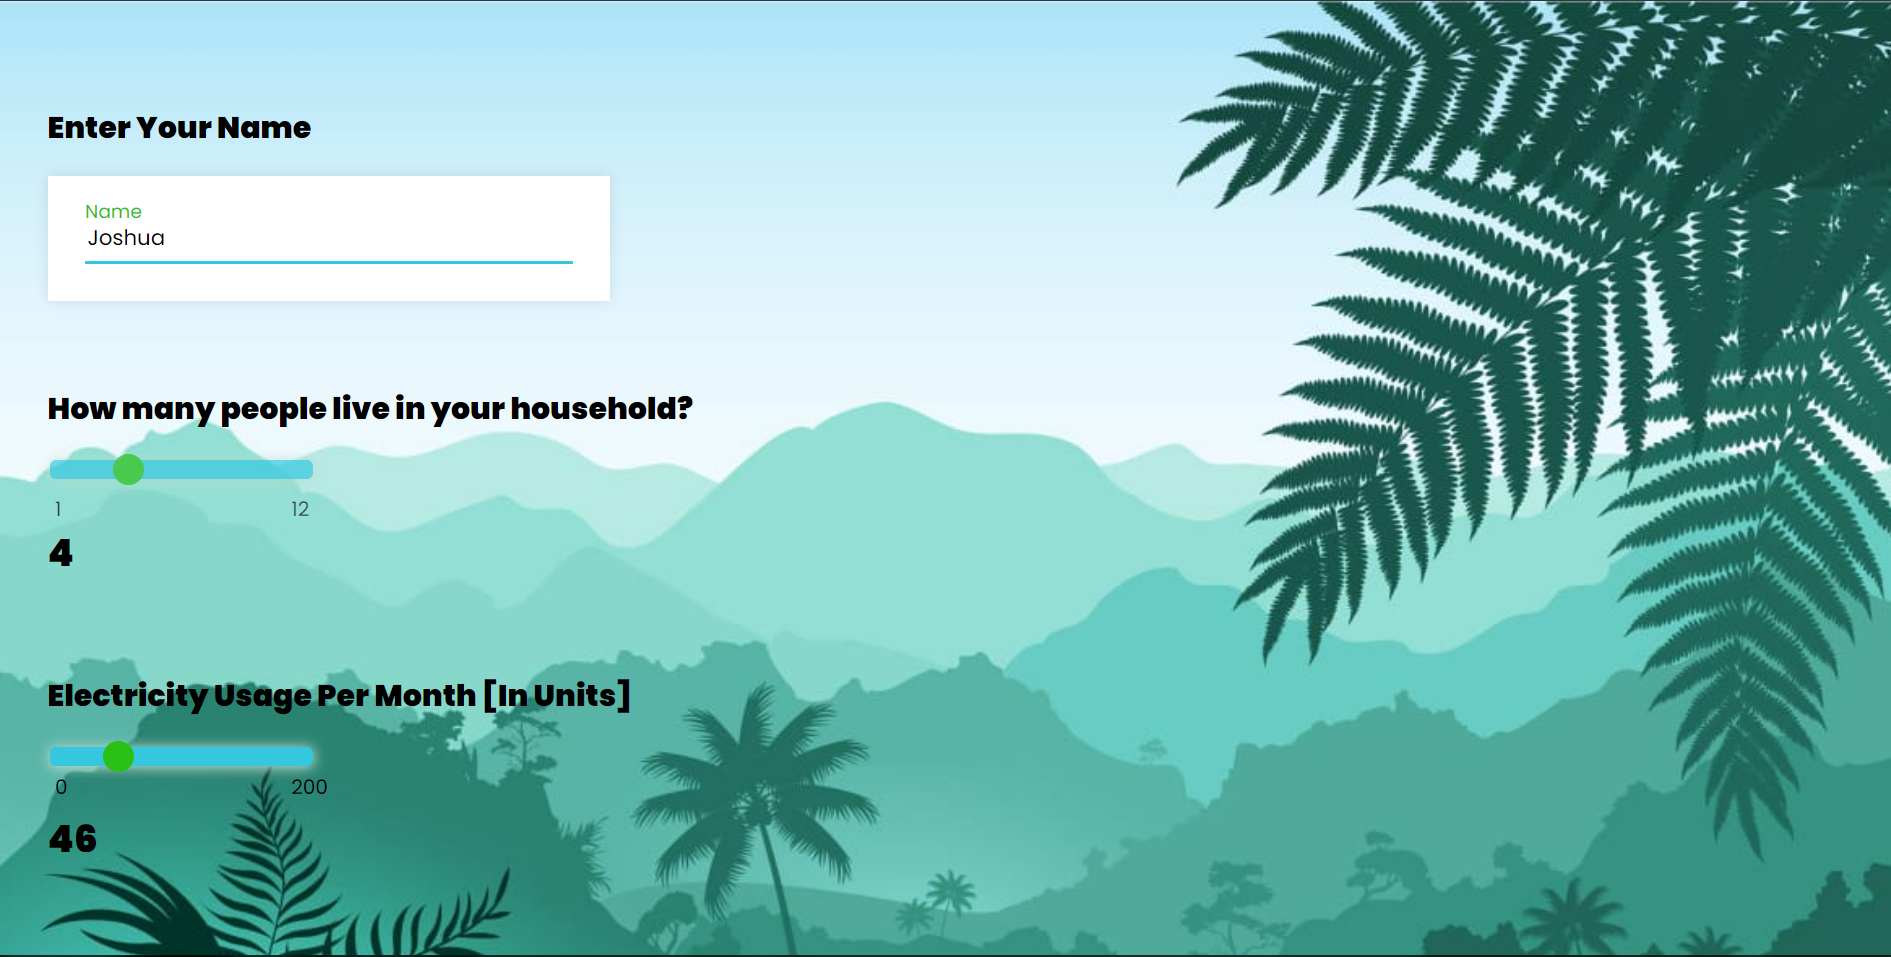 Enter Your Name
Name
Joshua
How many people live in your household?
1 12
4
Electricity Usage Per Month [In Units]
0 200
46